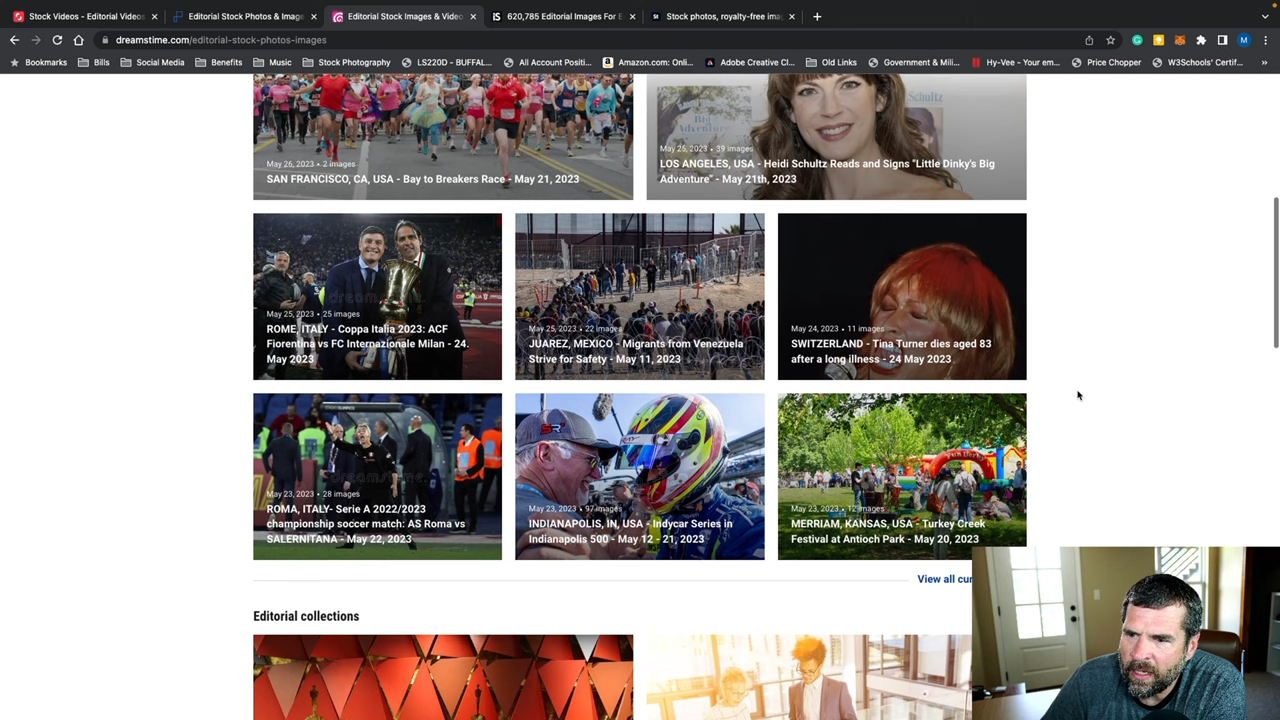 Stock Videos - Editorial Videos
Editorial Stock Photos & Image
Editorial Stock Images & Video
iS 620,785 Editorial Images For E
St Stock photos, royalty-free ima
dreamstime.com/editorial-stock-photos-images
M
Bookmarks Bills Social Media Benefits Music Stock Photography LS220D - BUFFAL... All Account Positi... Amazon.com: Onli... Adobe Creative Cl... Old Links Government & Mili... Hy-Vee - Your em... Price Chopper W3Schools' Certif... »
Big
Adventure
Schultz
May 26, 2023 • 2 images
SAN FRANCISCO, CA, USA - Bay to Breakers Race - May 21, 2023
May 25, 2023 • 39 images
LOS ANGELES, USA - Heidi Schultz Reads and Signs "Little Dinky's Big
Adventure" - May 21th, 2023
dreamstime.
May 25, 2023 • 25 images
ROME, ITALY - Coppa Italia 2023: ACF
Fiorentina vs FC Internazionale Milan - 24.
May 2023
May 25, 2023 • 22 images
JUAREZ, MEXICO - Migrants from Venezuela
Strive for Safety - May 11, 2023
May 24, 2023 • 11 images
SWITZERLAND - Tina Turner dies aged 83
after a long illness - 24 May 2023
dreamstime.
May 23, 2023 • 28 images
ROMA, ITALY- Serie A 2022/2023
championship soccer match: AS Roma vs
SALERNITANA - May 22, 2023
SR
May 23, 2023 • 97 images
INDIANAPOLIS, IN, USA - Indycar Series in
Indianapolis 500 - May 12 - 21, 2023
May 23, 2023 • 12 images
MERRIAM, KANSAS, USA - Turkey Creek
Festival at Antioch Park - May 20, 2023
View all cur
Editorial collections